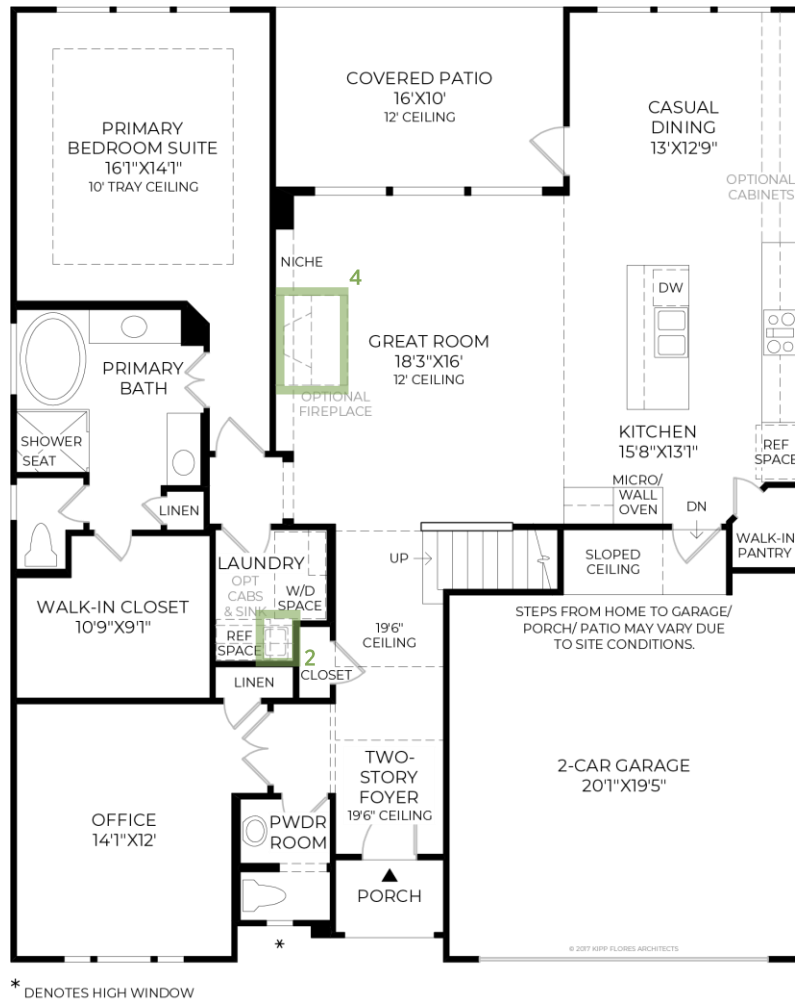 COVERED PATIO
16'X10'
12' CEILING
PRIMARY
BEDROOM SUITE
16'1"X14'1"
10' TRAY CEILING
CASUAL
DINING
13'X12'9"
OPTIONAL
CABINETS
NICHE
4
DW
GREAT ROOM
18'3"X16'
12' CEILING
OPTIONAL
FIREPLACE
PRIMARY
BATH
SHOWER
SEAT
LINEN
KITCHEN
15'8"X13'1"
REF
SPACE
MICRO/
WALL
OVEN
DN
WALK-IN
PANTRY
UP
SLOPED
CEILING
LAUNDRY
OPT
CABS
& SINK
W/D
SPACE
REF
SPACE
2
WALK-IN CLOSET
10'9"X9'1"
19'6"
CEILING
STEPS FROM HOME TO GARAGE/
PORCH/ PATIO MAY VARY DUE
TO SITE CONDITIONS.
CLOSET
LINEN
TWO-
STORY
FOYER
19'6" CEILING
2-CAR GARAGE
20'1"X19'5"
OFFICE
14'1"X12'
PWDR
ROOM
PORCH
*
© 2017 KIPP FLORES ARCHITECTS
* DENOTES HIGH WINDOW